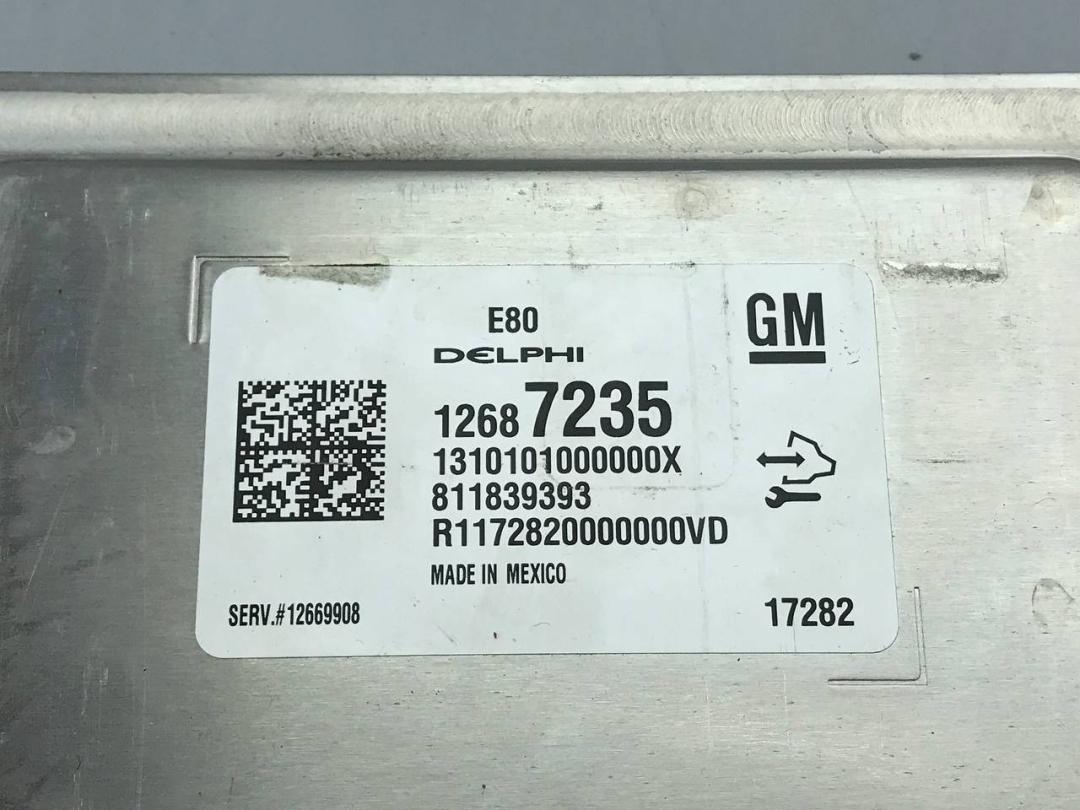 E80
DELPHI
GM
1268 7235
1310101000000X
811839393
R1172820000000VD
MADE IN MEXICO
SERV.#12669908
17282